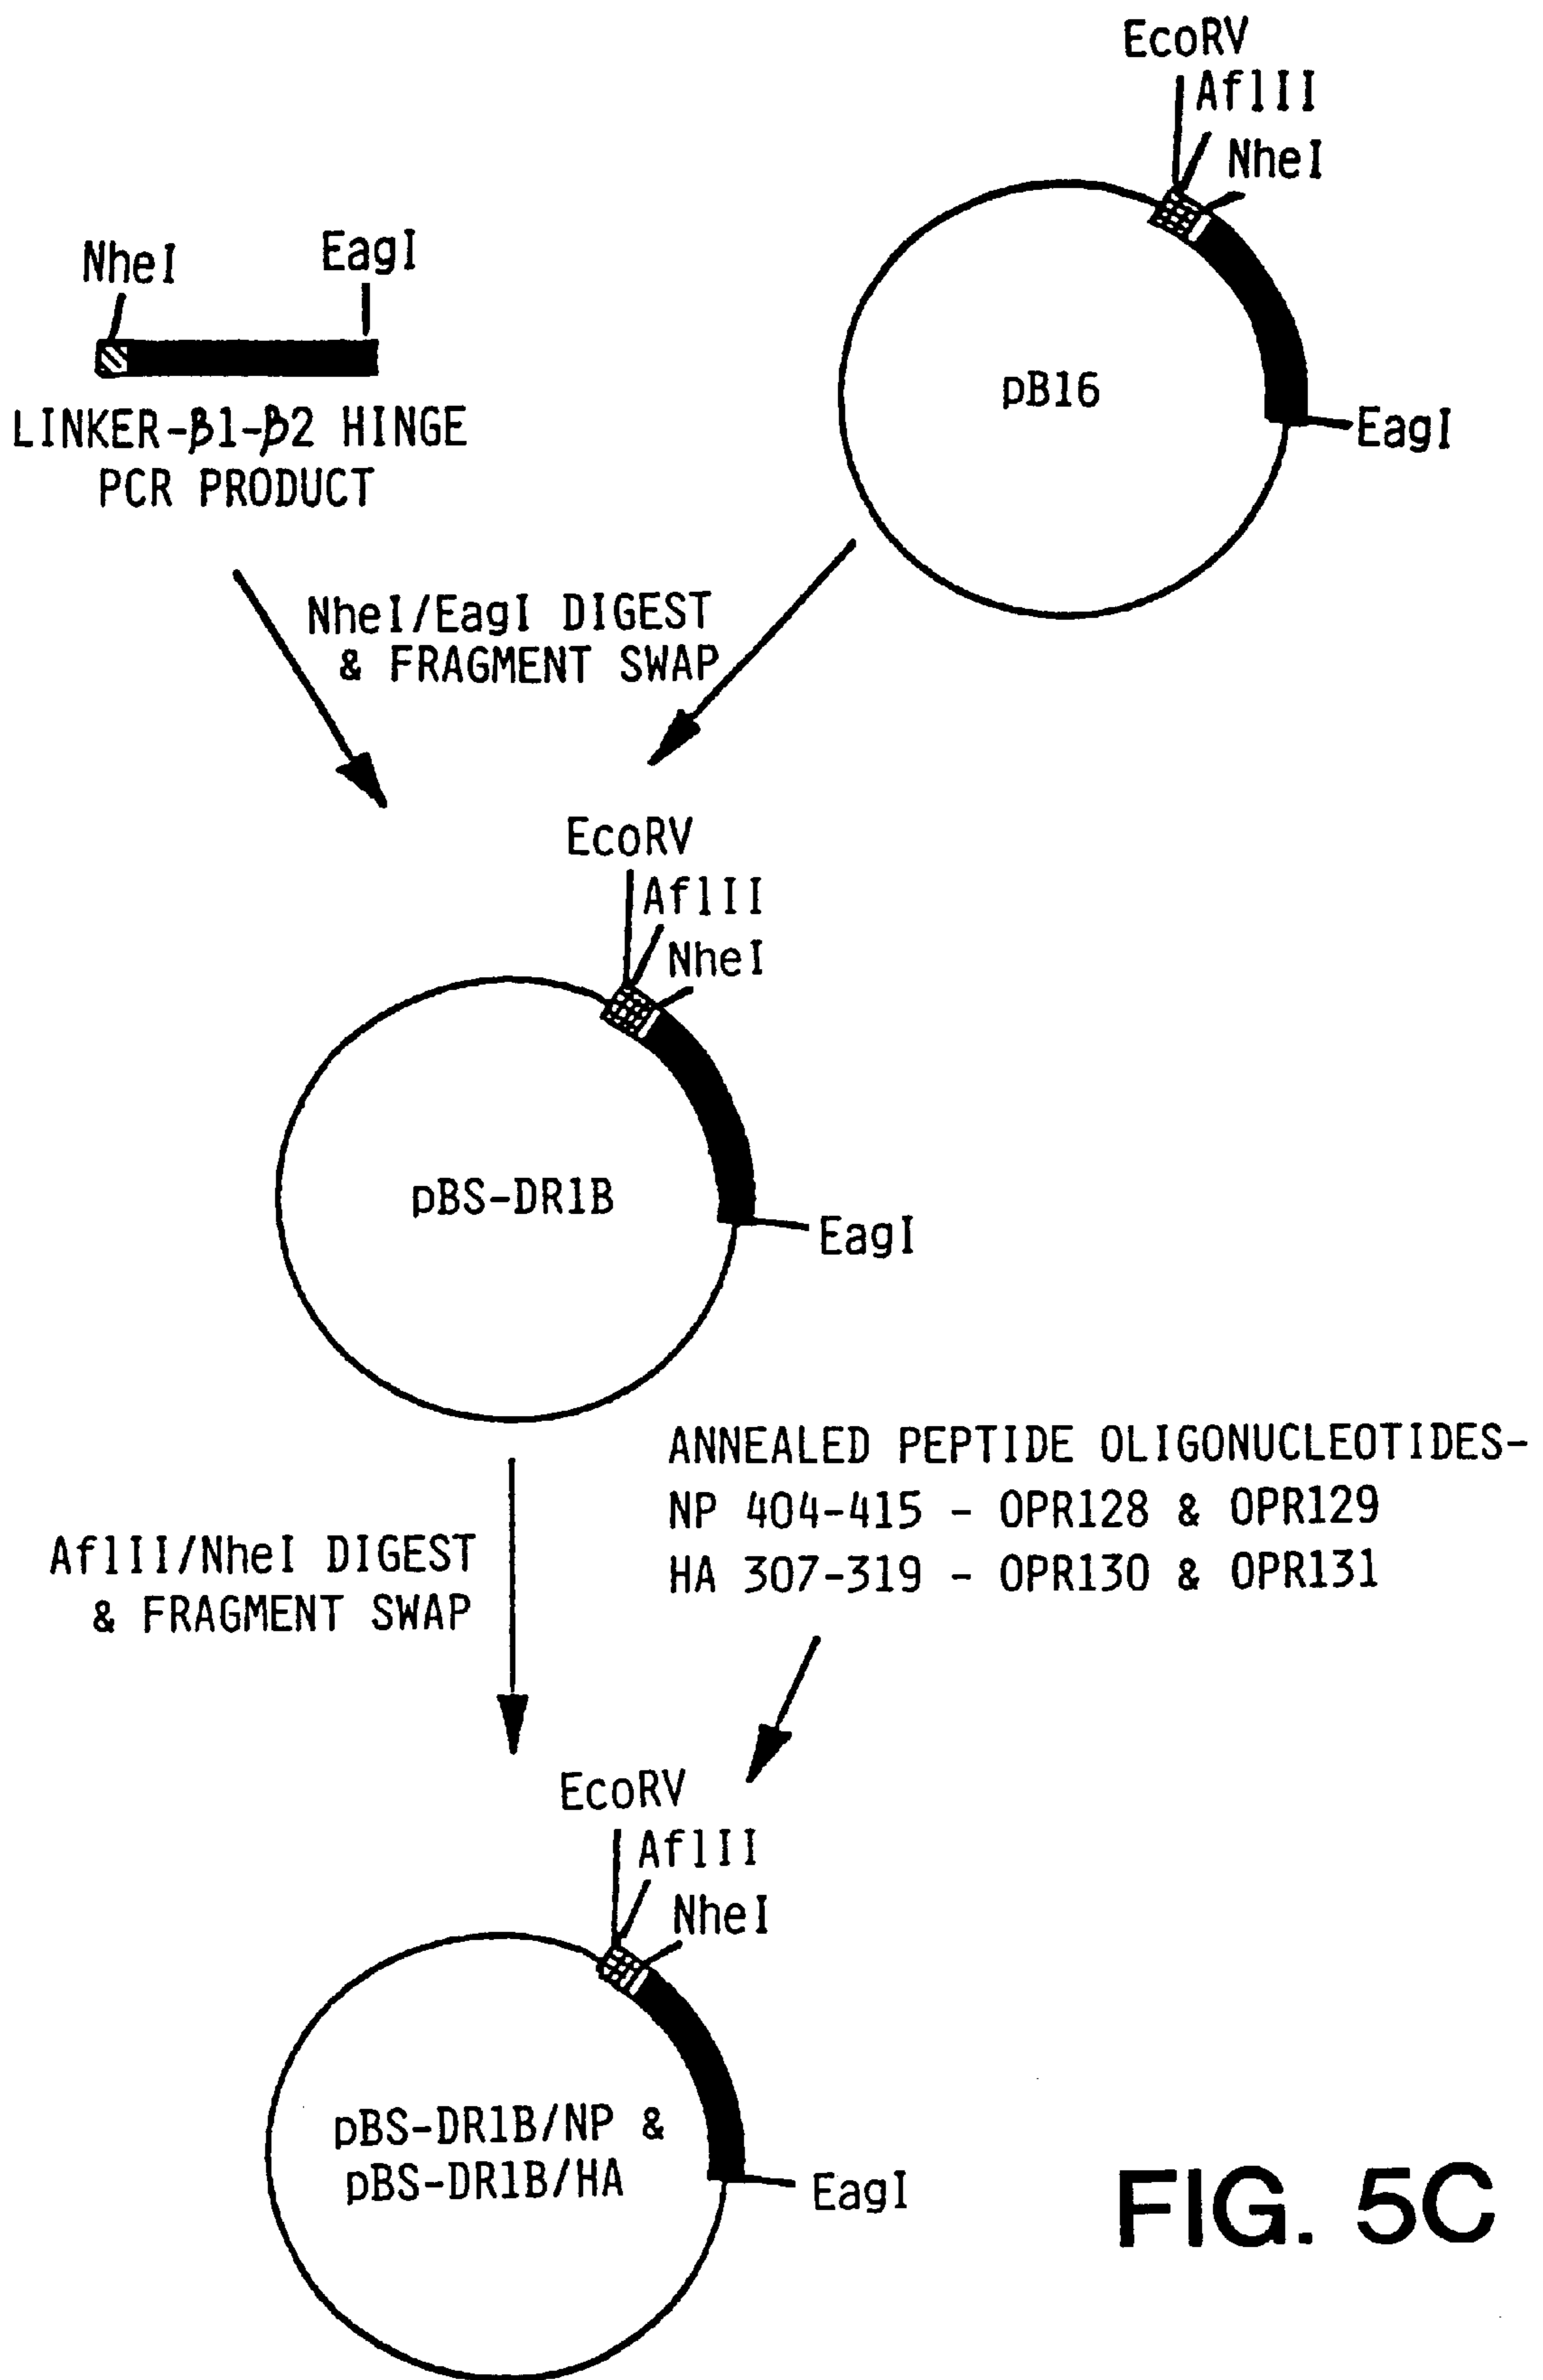 EcoRV
AflII
NheI
pB16
EagI
NheI
EagI
LINKER-β1-β2 HINGE
PCR PRODUCT
NheI/EagI DIGEST
& FRAGMENT SWAP
EcoRV
AflII
NheI
pBS-DR1B
EagI
AflII/NheI DIGEST
& FRAGMENT SWAP
ANNEALED PEPTIDE OLIGONUCLEOTIDES-
NP 404-415 - OPR128 & OPR129
HA 307-319 - OPR130 & OPR131
EcoRV
AflII
NheI
pBS-DR1B/NP &
pBS-DR1B/HA
EagI
FIG. 5C